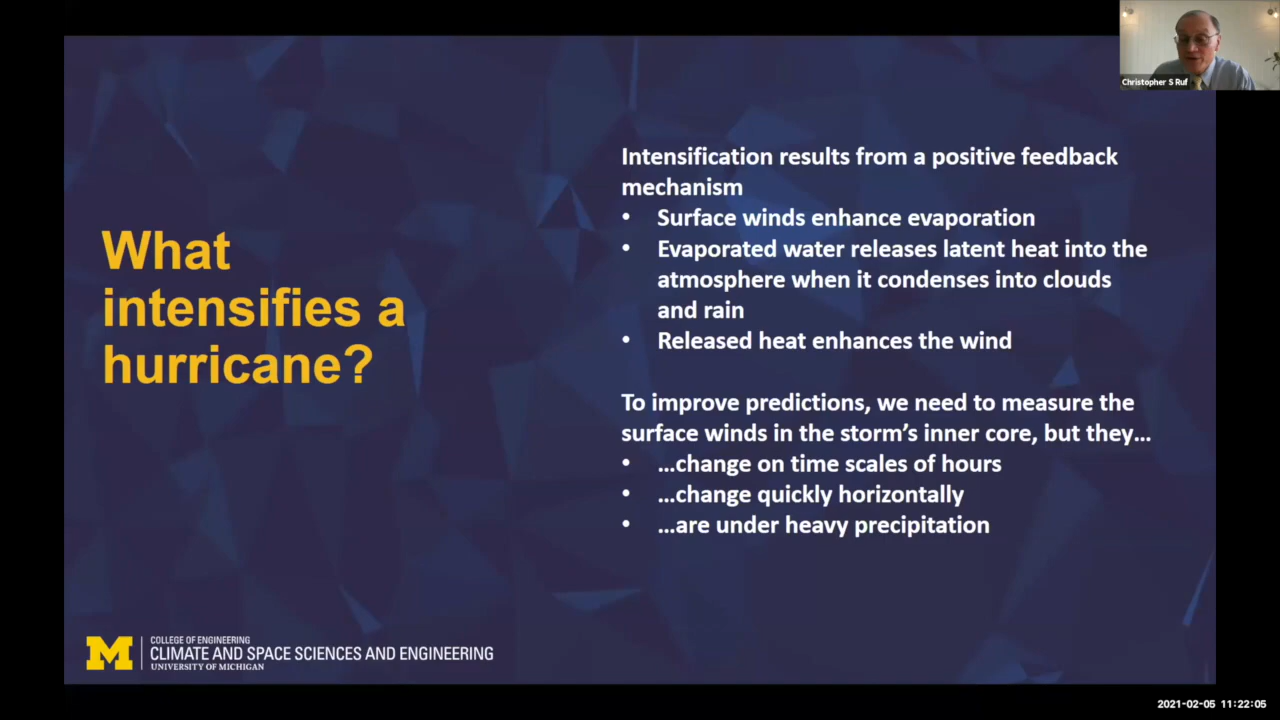 Christopher S Ruf
What
intensifies a
hurricane?
Intensification results from a positive feedback
mechanism
• Surface winds enhance evaporation
• Evaporated water releases latent heat into the
atmosphere when it condenses into clouds
and rain
• Released heat enhances the wind
To improve predictions, we need to measure the
surface winds in the storm's inner core, but they...
• ...change on time scales of hours
• ...change quickly horizontally
• ...are under heavy precipitation
M
COLLEGE OF ENGINEERING
CLIMATE AND SPACE SCIENCES AND ENGINEERING
UNIVERSITY OF MICHIGAN
2021-02-05 11:22:05